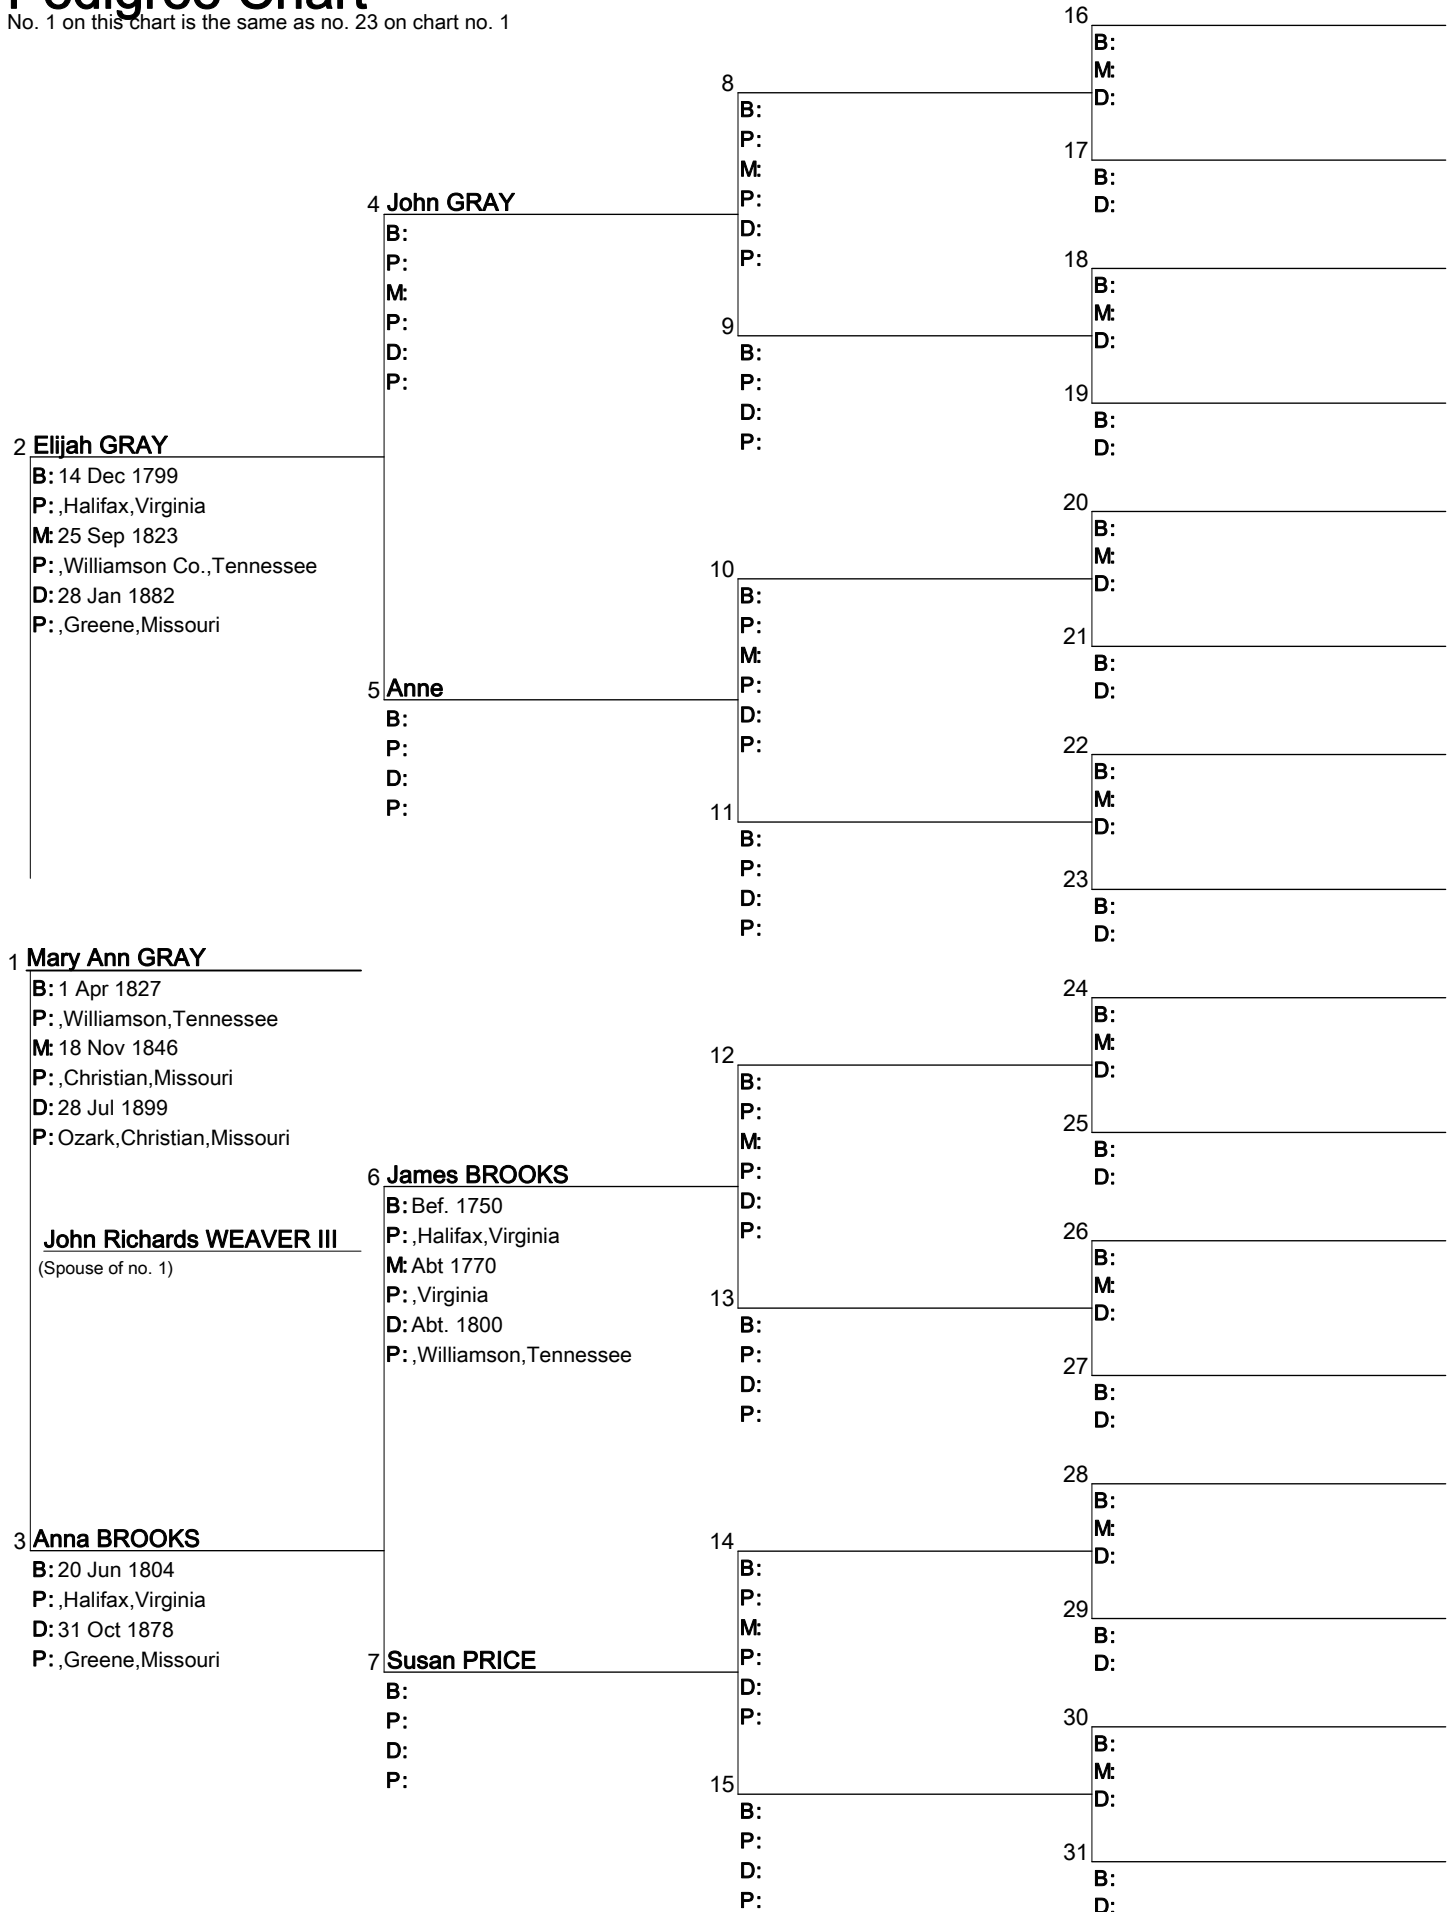 Pedigree Chart
No. 1 on this chart is the same as no. 23 on chart no. 1
16
B:
M:
D:
8
B:
P:
M:
P:
D:
P:
17
B:
D:
4 John GRAY
B:
P:
M:
P:
D:
P:
18
B:
M:
D:
9
B:
P:
D:
P:
19
B:
D:
2 Elijah GRAY
B: 14 Dec 1799
P: ,Halifax,Virginia
M: 25 Sep 1823
P: ,Williamson Co.,Tennessee
D: 28 Jan 1882
P: ,Greene,Missouri
20
B:
M:
D:
10
B:
P:
M:
P:
D:
P:
21
B:
D:
5 Anne
B:
P:
D:
P:
22
B:
M:
D:
11
B:
P:
D:
P:
23
B:
D:
1 Mary Ann GRAY
B: 1 Apr 1827
P: ,Williamson,Tennessee
M: 18 Nov 1846
P: ,Christian,Missouri
D: 28 Jul 1899
P: Ozark,Christian,Missouri
John Richards WEAVER III
(Spouse of no. 1)
24
B:
M:
D:
12
B:
P:
M:
P:
D:
P:
25
B:
D:
6 James BROOKS
B: Bef. 1750
P: ,Halifax,Virginia
M: Abt 1770
P: ,Virginia
D: Abt. 1800
P: ,Williamson,Tennessee
26
B:
M:
D:
13
B:
P:
D:
P:
27
B:
D:
3 Anna BROOKS
B: 20 Jun 1804
P: ,Halifax,Virginia
D: 31 Oct 1878
P: ,Greene,Missouri
28
B:
M:
D:
14
B:
P:
M:
P:
D:
P:
29
B:
D:
7 Susan PRICE
B:
P:
D:
P:
30
B:
M:
D:
15
B:
P:
D:
P:
31
B:
D: